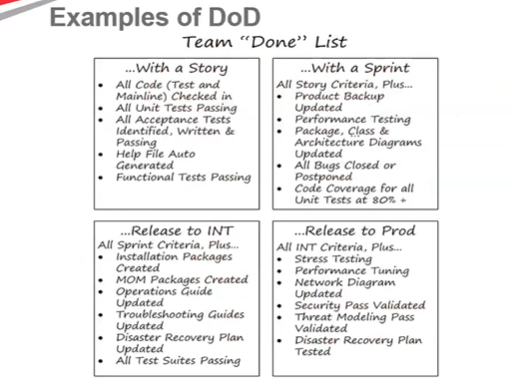 Examples of DoD
Team "Done" List
...With a Story
• All Code (Test and
Mainline) Checked in
• All Unit Tests Passing
• All Acceptance Tests
Identified, Written &
Passing
• Help File Auto
Generated
• Functional Tests Passing
...With a Sprint
All Story Criteria, Plus...
• Product Backup
Updated
• Performance Testing
• Package, Class &
Architecture Diagrams
Updated
• All Bugs Closed or
Postponed
• Code Coverage for all
Unit Tests at 80% +
...Release to INT
All Sprint Criteria, Plus...
• Installation Packages
Created
• MOM Packages Created
• Operations Guide
Updated
• Troubleshooting Guides
Updated
• Disaster Recovery Plan
Updated
• All Test Suites Passing
...Release to Prod
All INT Criteria, Plus...
• Stress Testing
• Performance Tuning
• Network Diagram
Updated
• Security Pass Validated
• Threat Modeling Pass
Validated
• Disaster Recovery Plan
Tested